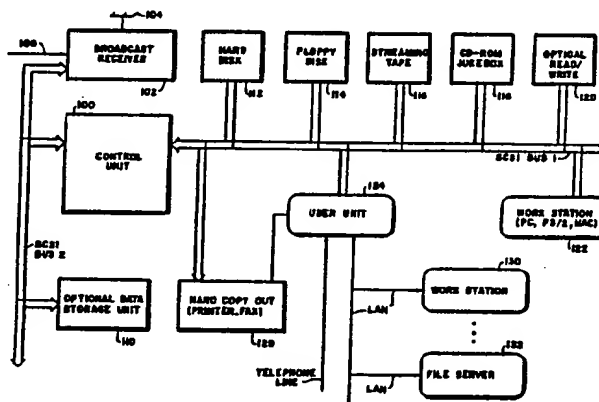 104
106
BROADCAST
RECEIVER
102
HARD
DISK
112
FLOPPY
DISK
114
STREAMING
TAPE
116
CD-ROM
JUKEBOX
118
OPTICAL
READ/
WRITE
120
100
CONTROL
UNIT
SCSI BUS 1
124
USER UNIT
WORK STATION
(PC, PS/2, MAC)
122
SCSI
BUS 2
OPTIONAL DATA
STORAGE UNIT
110
HARD COPY OUT
(PRINTER, FAX)
LAN
130
WORK STATION
TELEPHONE
LINE
LAN
FILE SERVER